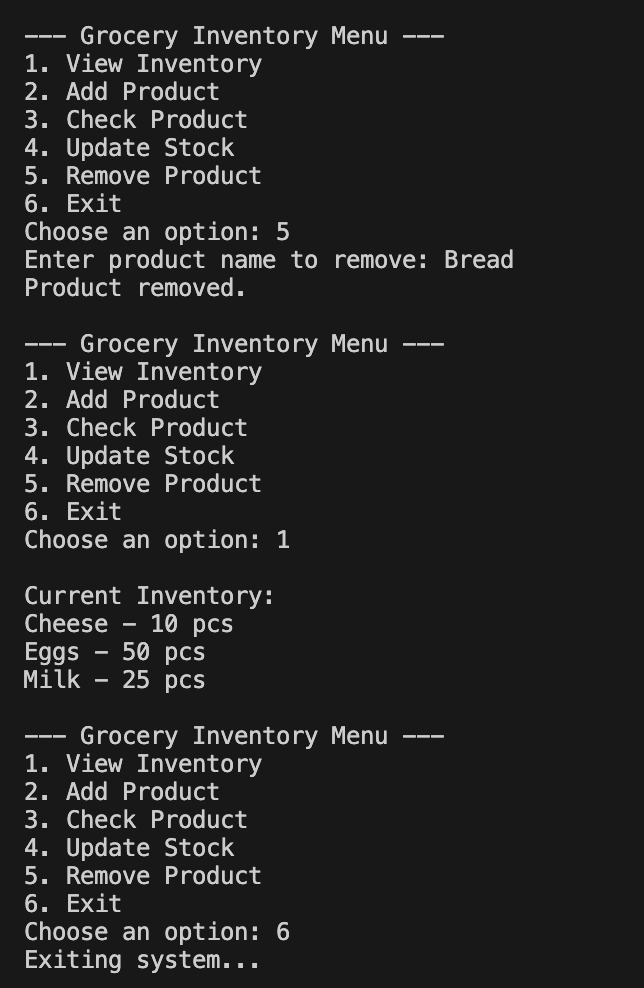 --- Grocery Inventory Menu ---
1. View Inventory
2. Add Product
3. Check Product
4. Update Stock
5. Remove Product
6. Exit
Choose an option: 5
Enter product name to remove: Bread
Product removed.

--- Grocery Inventory Menu ---
1. View Inventory
2. Add Product
3. Check Product
4. Update Stock
5. Remove Product
6. Exit
Choose an option: 1

Current Inventory:
Cheese - 10 pcs
Eggs - 50 pcs
Milk - 25 pcs

--- Grocery Inventory Menu ---
1. View Inventory
2. Add Product
3. Check Product
4. Update Stock
5. Remove Product
6. Exit
Choose an option: 6
Exiting system...